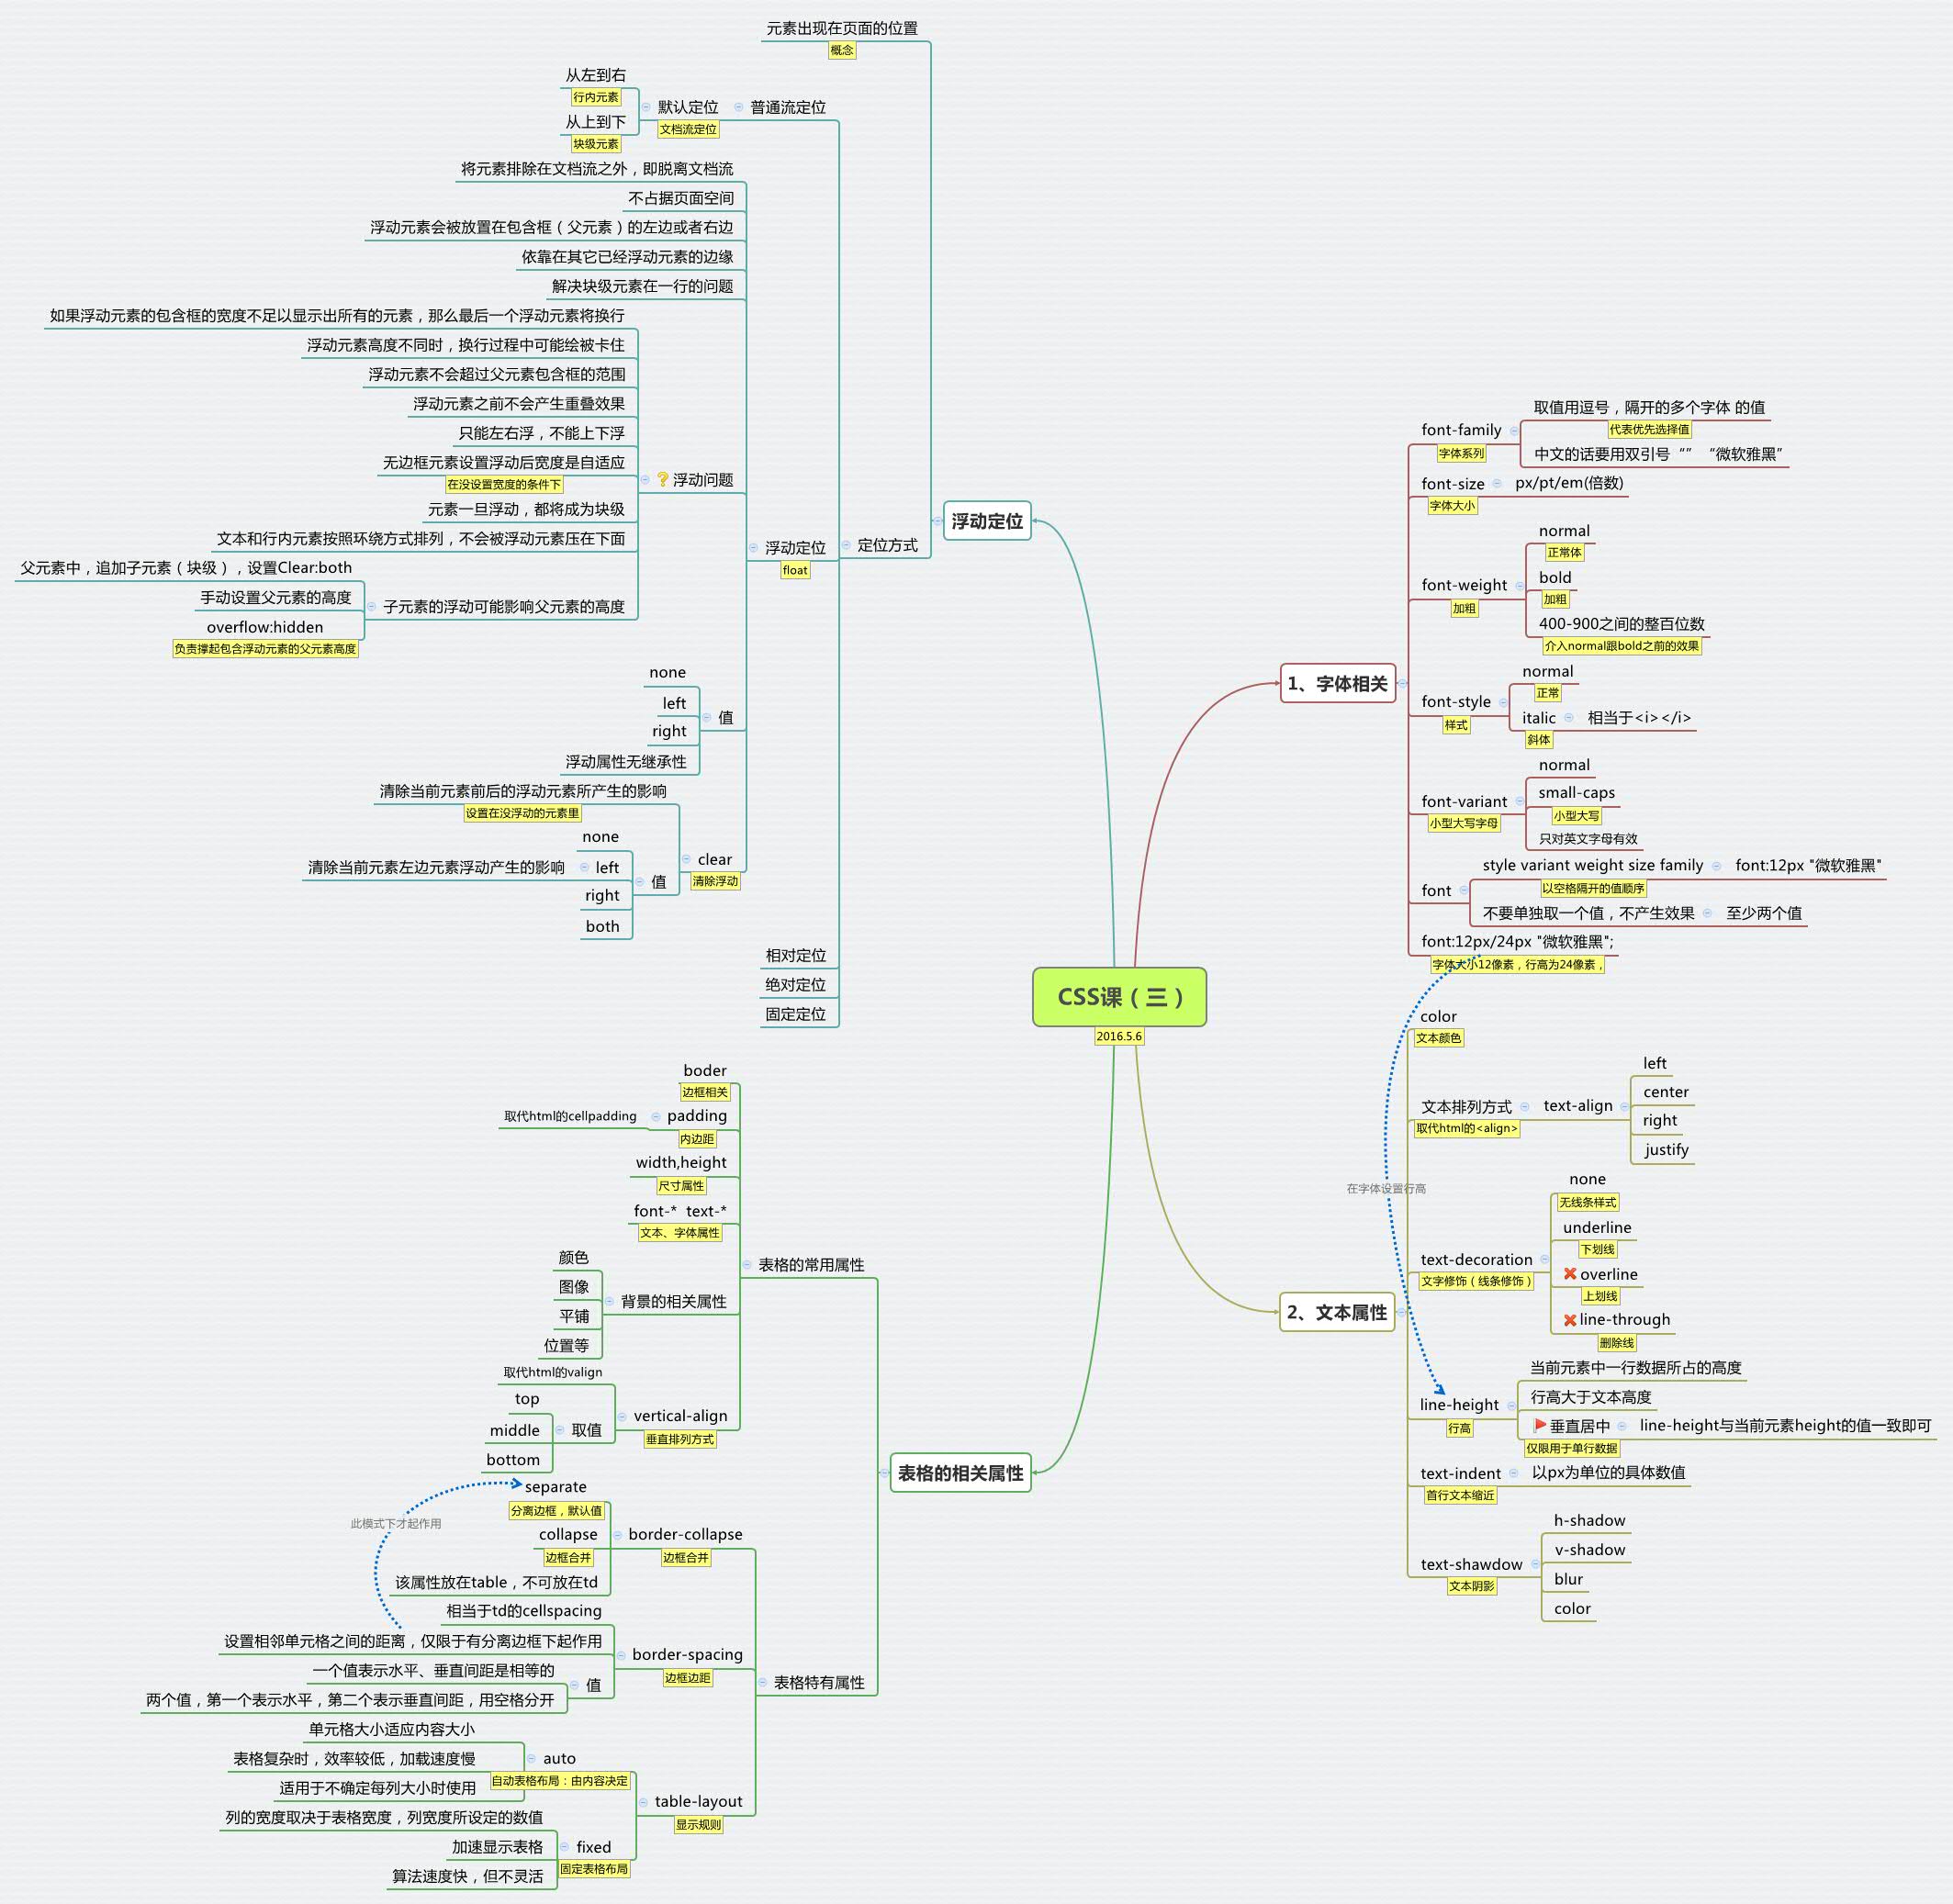 CSS课（三）
2016.5.6
1、字体相关
font-family
字体系列
取值用逗号，隔开的多个字体 的值
代表优先选择值
中文的话要用双引号“” “微软雅黑”
font-size
字体大小
px/pt/em(倍数)
font-weight
加粗
normal
正常体
bold
加粗
400-900之间的整百位数
介入normal跟bold之前的效果
font-style
样式
normal
正常
italic
斜体
相当于<i></i>
font-variant
小型大写字母
normal
small-caps
小型大写
只对英文字母有效
font
style variant weight size family
以空格隔开的值顺序
font:12px "微软雅黑"
不要单独取一个值，不产生效果
至少两个值
font:12px/24px "微软雅黑";
字体大小12像素，行高为24像素，
在字体设置行高
2、文本属性
color
文本颜色
文本排列方式
取代html的<align>
text-align
left
center
right
justify
text-decoration
文字修饰（线条修饰）
none
无线条样式
underline
下划线
overline
上划线
line-through
删除线
line-height
行高
当前元素中一行数据所占的高度
行高大于文本高度
垂直居中
仅限用于单行数据
line-height与当前元素height的值一致即可
text-indent
首行文本缩近
以px为单位的具体数值
text-shawdow
文本阴影
h-shadow
v-shadow
blur
color
浮动定位
元素出现在页面的位置
概念
定位方式
普通流定位
默认定位
文档流定位
从左到右
行内元素
从上到下
块级元素
浮动定位
float
将元素排除在文档流之外，即脱离文档流
不占据页面空间
浮动元素会被放置在包含框（父元素）的左边或者右边
依靠在其它已经浮动元素的边缘
解决块级元素在一行的问题
浮动问题
如果浮动元素的包含框的宽度不足以显示出所有的元素，那么最后一个浮动元素将换行
浮动元素高度不同时，换行过程中可能绘被卡住
浮动元素不会超过父元素包含框的范围
浮动元素之前不会产生重叠效果
只能左右浮，不能上下浮
无边框元素设置浮动后宽度是自适应
在没设置宽度的条件下
元素一旦浮动，都将成为块级
文本和行内元素按照环绕方式排列，不会被浮动元素压在下面
子元素的浮动可能影响父元素的高度
父元素中，追加子元素（块级），设置Clear:both
手动设置父元素的高度
overflow:hidden
负责撑起包含浮动元素的父元素高度
值
none
left
right
浮动属性无继承性
clear
清除浮动
清除当前元素前后的浮动元素所产生的影响
设置在没浮动的元素里
值
none
left
清除当前元素左边元素浮动产生的影响
right
both
相对定位
绝对定位
固定定位
表格的相关属性
表格的常用属性
boder
边框相关
padding
内边距
取代html的cellpadding
width,height
尺寸属性
font-* text-*
文本、字体属性
背景的相关属性
颜色
图像
平铺
位置等
vertical-align
垂直排列方式
取代html的valign
取值
top
middle
bottom
表格特有属性
border-collapse
边框合并
separate
分离边框，默认值
collapse
边框合并
该属性放在table，不可放在td
此模式下才起作用
border-spacing
边框边距
相当于td的cellspacing
设置相邻单元格之间的距离，仅限于有分离边框下起作用
值
一个值表示水平、垂直间距是相等的
两个值，第一个表示水平，第二个表示垂直间距，用空格分开
table-layout
显示规则
auto
自动表格布局：由内容决定
单元格大小适应内容大小
表格复杂时，效率较低，加载速度慢
适用于不确定每列大小时使用
fixed
固定表格布局
列的宽度取决于表格宽度，列宽度所设定的数值
加速显示表格
算法速度快，但不灵活